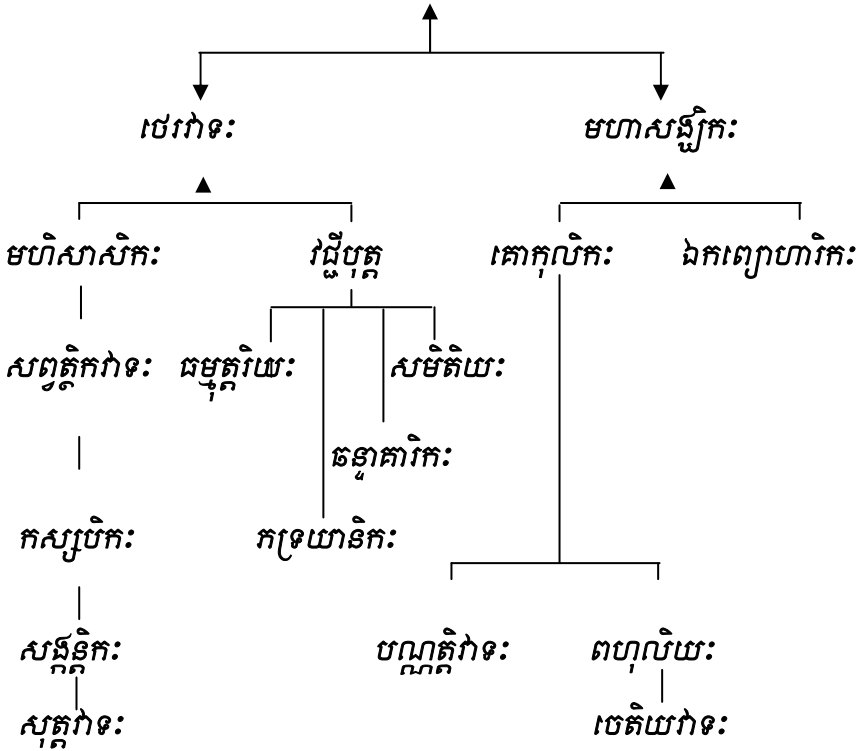 ថេរវាទៈ មហាសង្ឃិកៈ
មហិសាសិកៈ វជ្ជីបុត្ត គោកុលិកៈ ឯកព្យោហារិកៈ
សព្វត្ថិកវាទៈ ធម្មុត្តរិយៈ សមិតិយៈ
ឆន្ទាគារិកៈ
កស្សបិកៈ ភទ្រយានិកៈ
សង្កន្តិកៈ បណ្ណត្តិវាទៈ ពហុលិយៈ
សុត្តវាទៈ ចេតិយវាទៈ